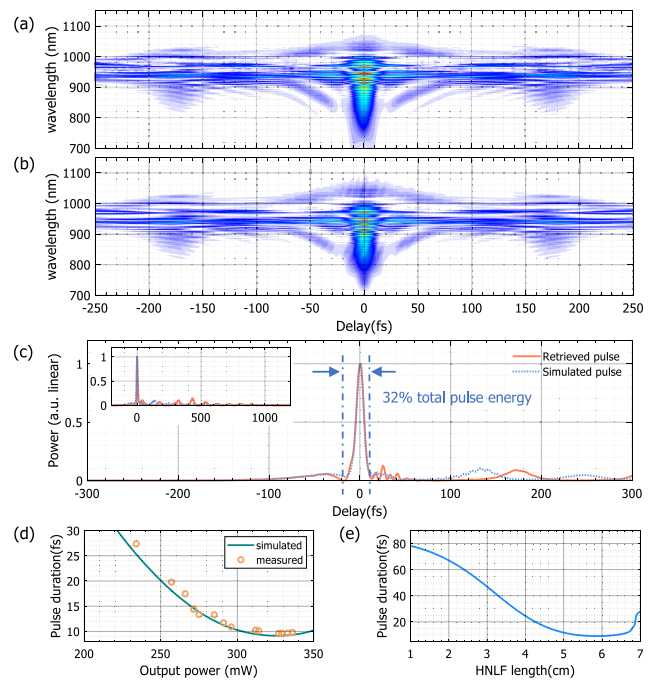 (a)
wavelength (nm)
1100
1000
900
800
700
(b)
wavelength (nm)
1100
1000
900
800
700
-250 -200 -150 -100 -50 0 50 100 150 200 250
Delay(fs)
(c)
Power (a.u. linear)
1
0.5
0
1
0.5
0
0 400 800 1200
Retrieved pulse
Simulated pulse
32% total pulse energy
-300 -200 -100 0 100 200 300
Delay(fs)
(d)
Pulse duration(fs)
30
25
20
15
10
simulated
measured
200 250 300 350
Output power (mW)
(e)
Pulse duration(fs)
80
60
40
20
1 2 3 4 5 6 7
HNLF length(cm)